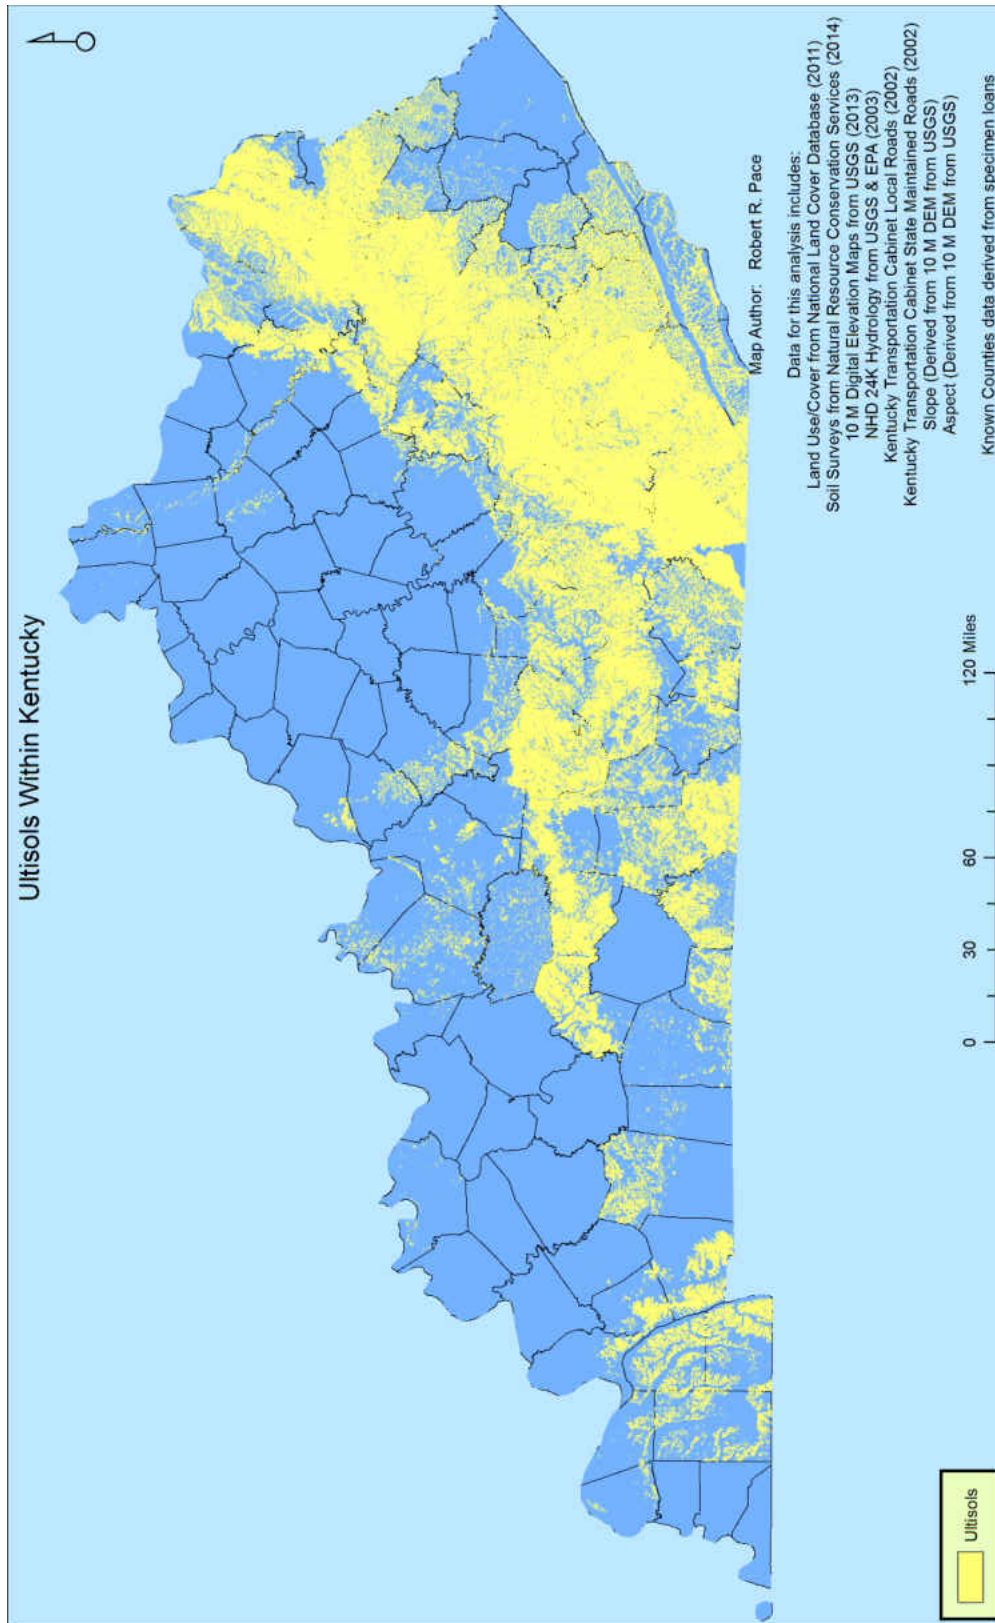 Ultisols Within Kentucky
Map Author: Robert R. Pace
Data for this analysis includes:
Land Use/Cover from National Land Cover Database (2011)
Soil Surveys from Natural Resource Conservation Services (2014)
10 M Digital Elevation Maps from USGS (2013)
NHD 24K Hydrology from USGS & EPA (2003)
Kentucky Transportation Cabinet Local Roads (2002)
Kentucky Transportation Cabinet State Maintained Roads (2002)
Slope (Derived from 10 M DEM from USGS)
Aspect (Derived from 10 M DEM from USGS)
Known Counties data derived from specimen loans
0 30 60 120 Miles
Ultisols